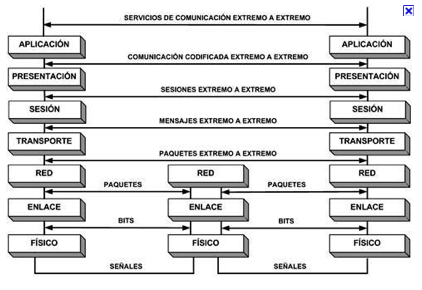 SERVICIOS DE COMUNICACIÓN EXTREMO A EXTREMO
APLICACIÓN APLICACIÓN
COMUNICACIÓN CODIFICADA EXTREMO A EXTREMO
PRESENTACIÓN PRESENTACIÓN
SESIONES EXTREMO A EXTREMO
SESIÓN SESIÓN
MENSAJES EXTREMO A EXTREMO
TRANSPORTE TRANSPORTE
PAQUETES EXTREMO A EXTREMO
RED RED RED
PAQUETES PAQUETES
ENLACE ENLACE ENLACE
BITS BITS
FÍSICO FÍSICO FÍSICO
SEÑALES SEÑALES